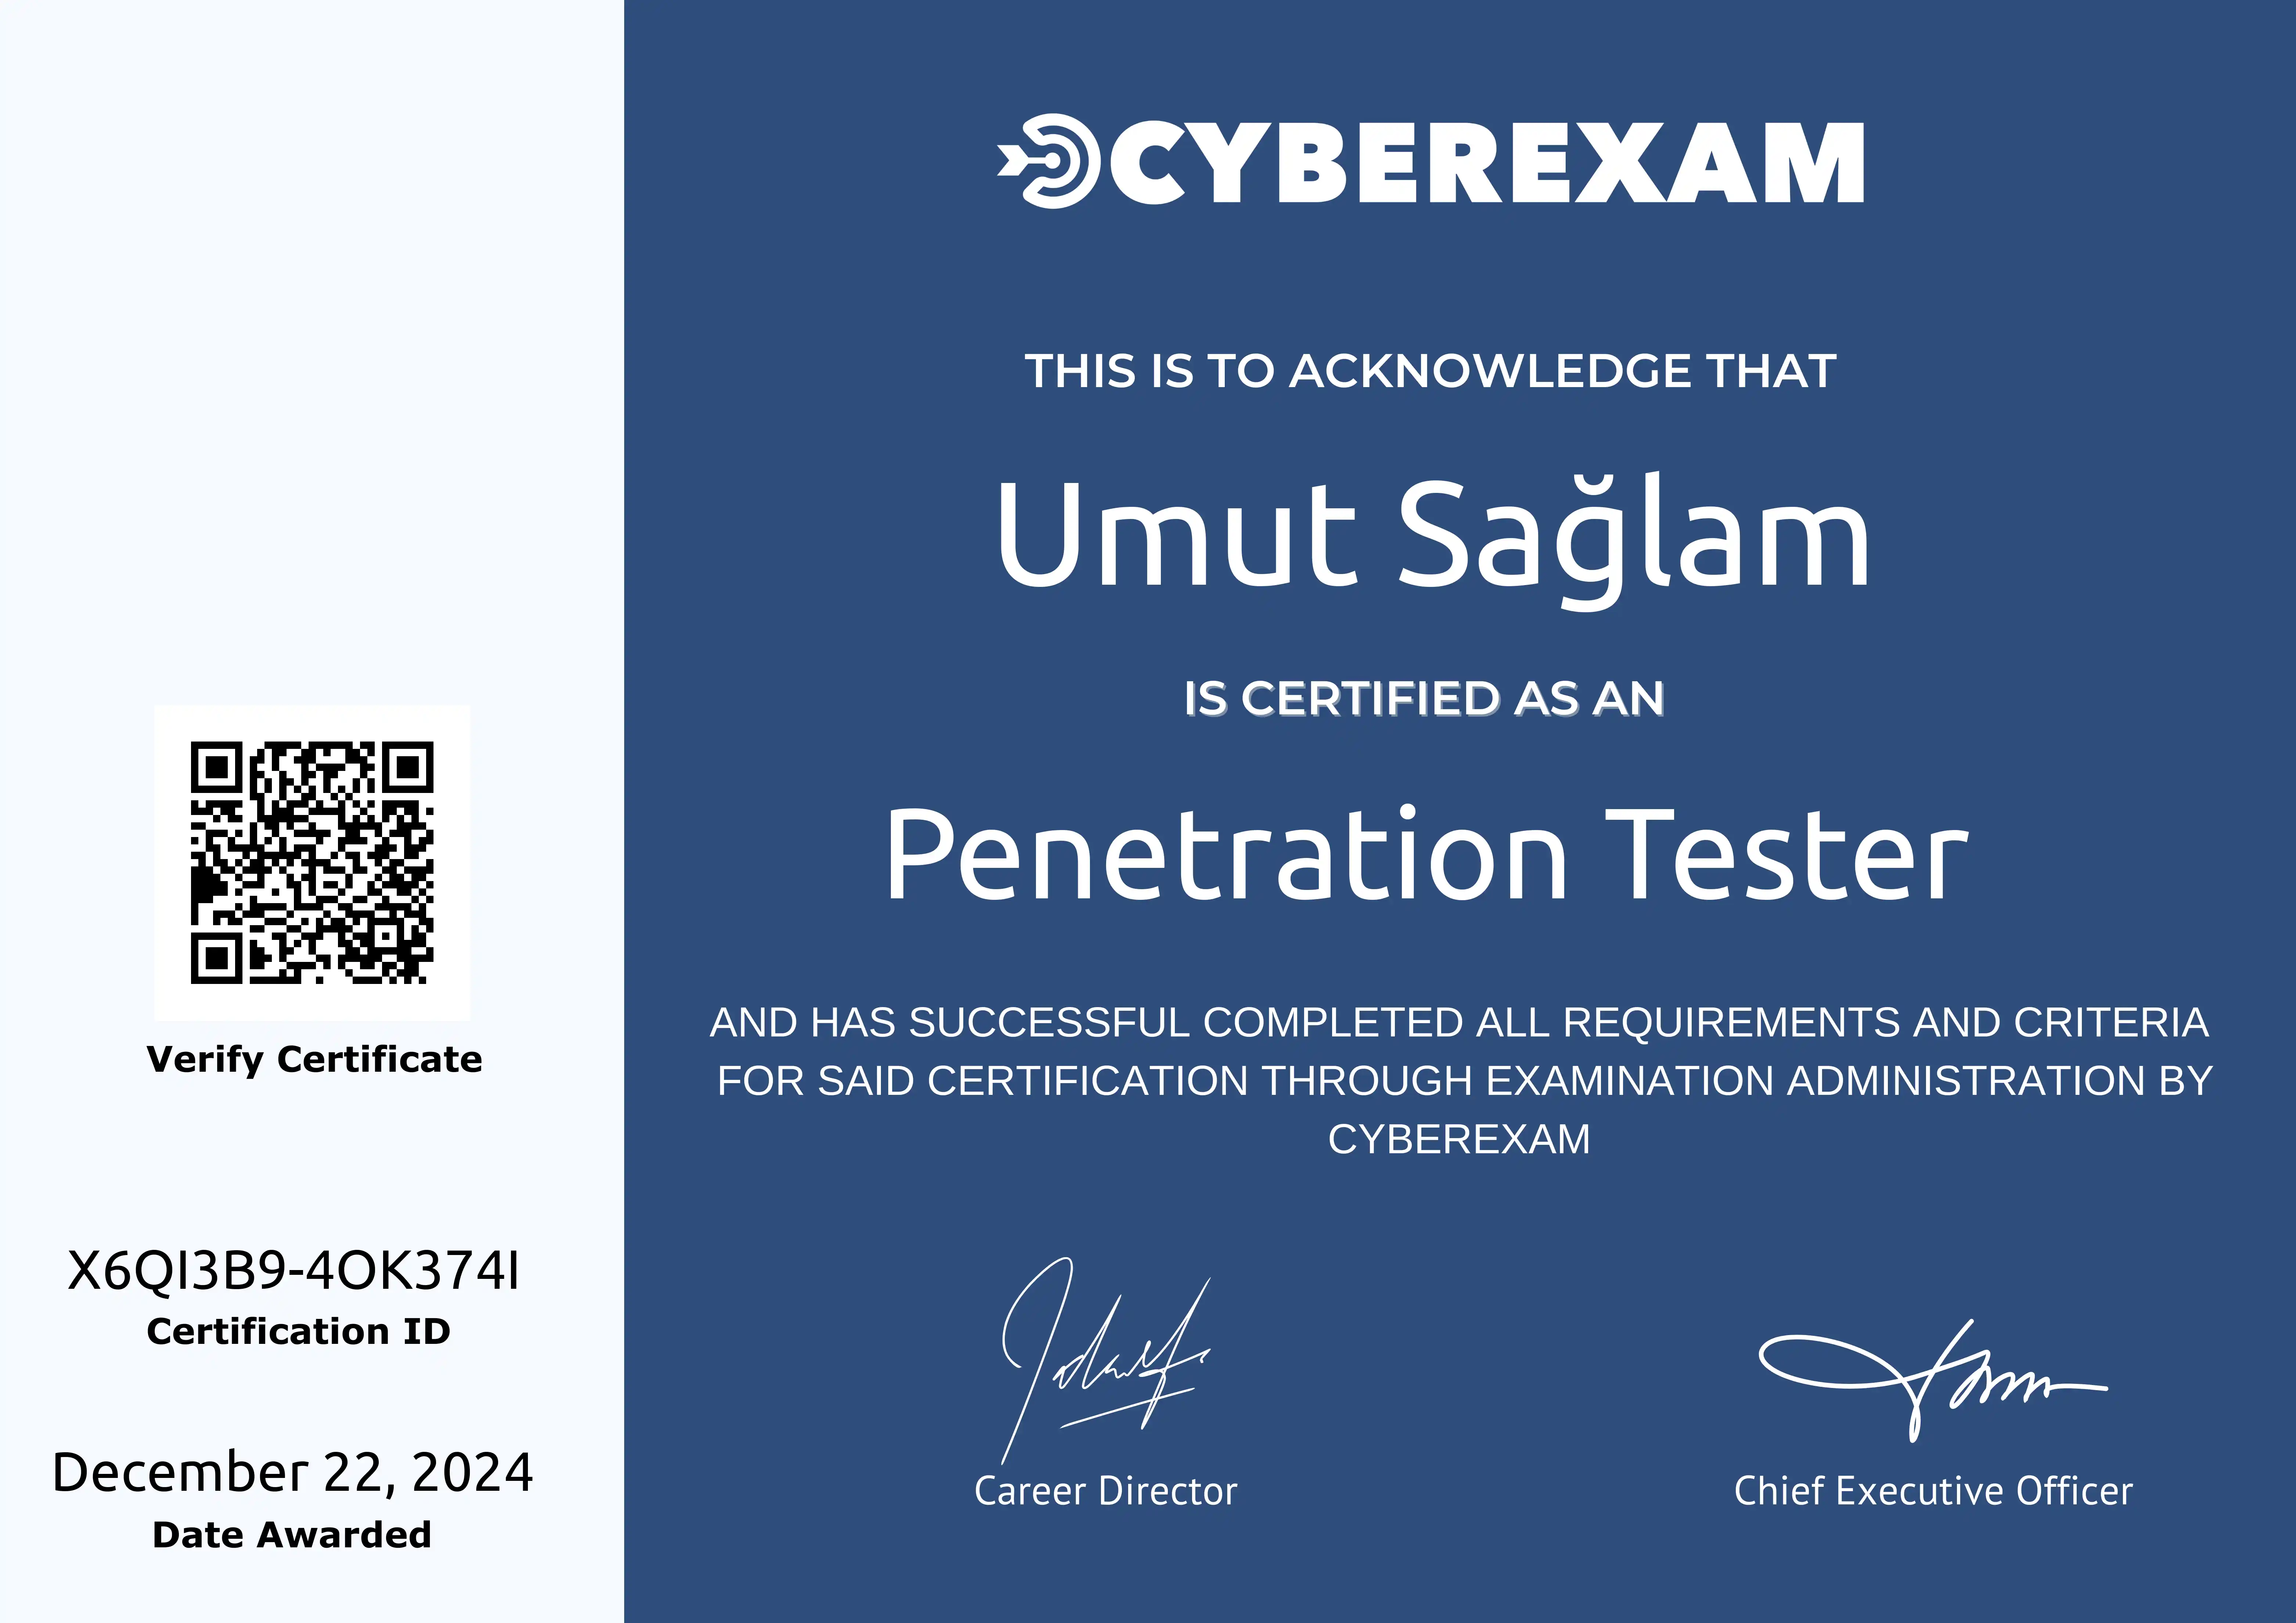 CYBEREXAM
THIS IS TO ACKNOWLEDGE THAT
Umut Sağlam
IS CERTIFIED AS AN
Penetration Tester
AND HAS SUCCESSFUL COMPLETED ALL REQUIREMENTS AND CRITERIA
FOR SAID CERTIFICATION THROUGH EXAMINATION ADMINISTRATION BY
CYBEREXAM
Career Director
Chief Executive Officer
Verify Certificate
X6QI3B9-4OK374I
Certification ID
December 22, 2024
Date Awarded